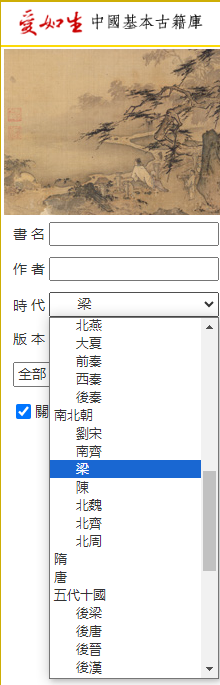 愛如生 中國基本古籍庫
書名
作者
時代 梁
版本
全部
關
北燕
大夏
前秦
西秦
後秦
南北朝
劉宋
南齊
梁
陳
北魏
北齊
北周
隋
唐
五代十國
後梁
後唐
後晉
後漢